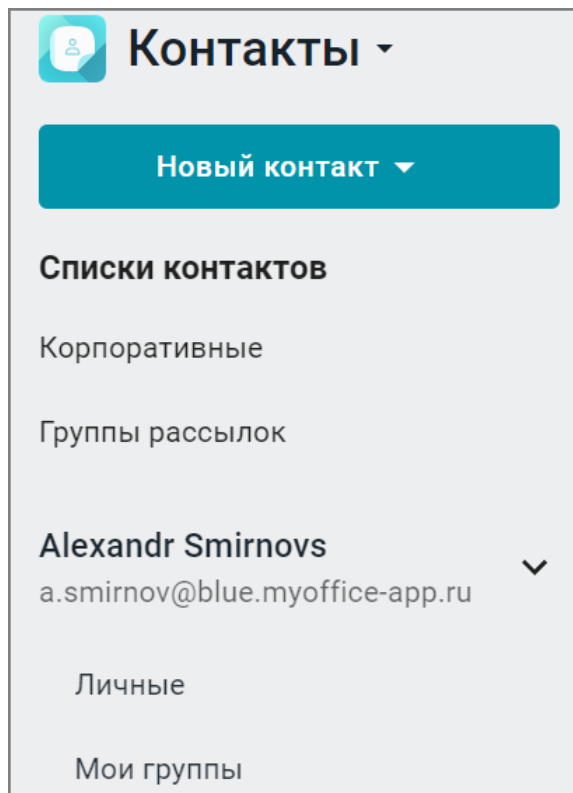 Контакты
Новый контакт
Списки контактов
Корпоративные
Группы рассылок
Alexandr Smirnovs
a.smirnov@blue.myoffice-app.ru
Личные
Мои группы